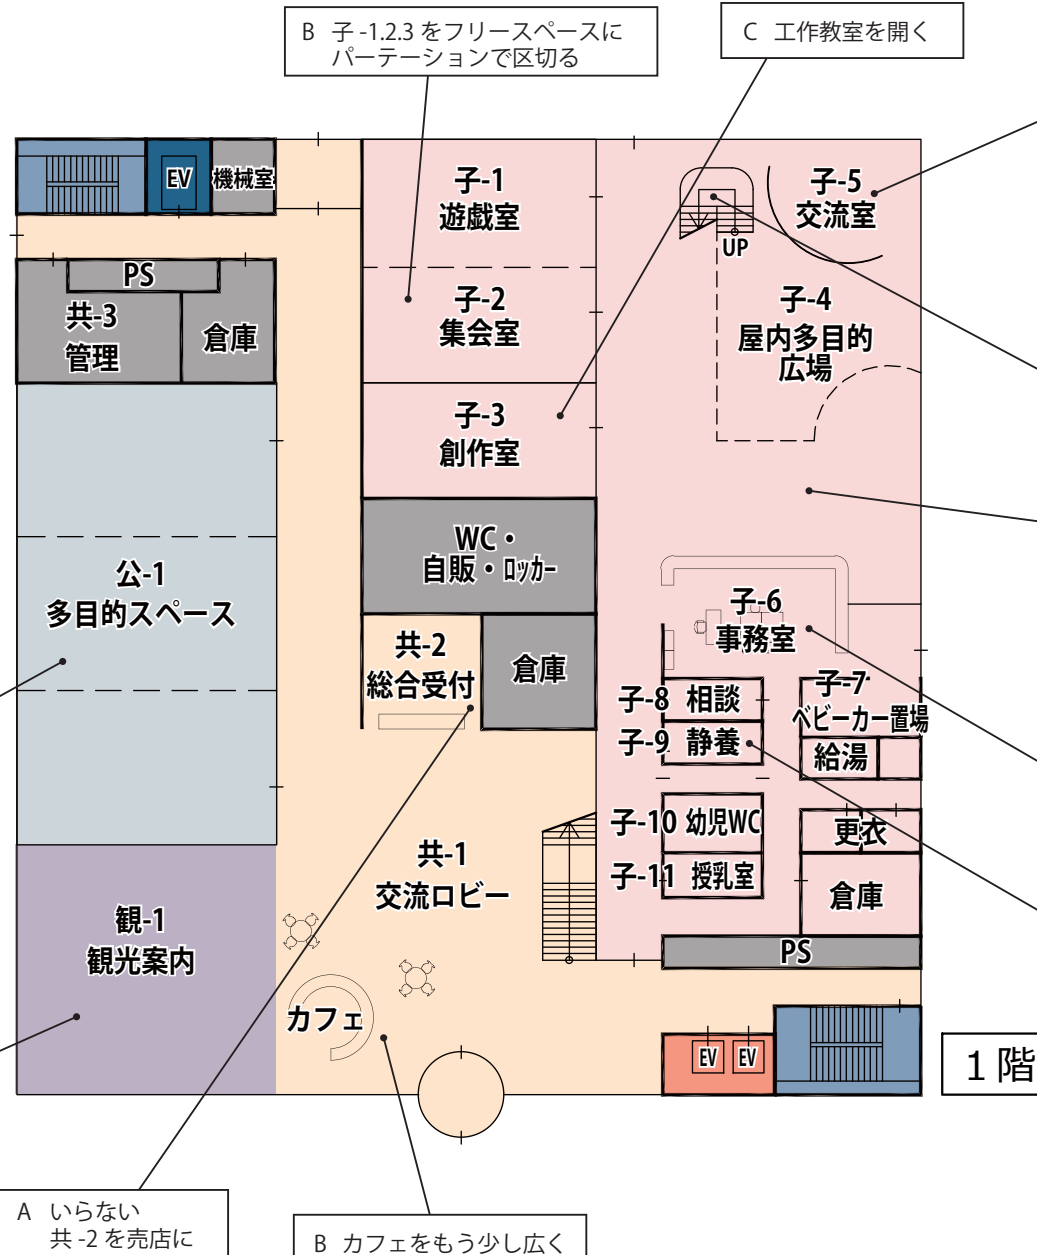 B 子-1.2.3をフリースペースに
パーテーションで区切る
C 工作教室を開く
EV
機械室
子-1
遊戯室
子-5
交流室
UP
PS
共-3
管理
倉庫
子-2
集会室
子-4
屋内多目的
広場
子-3
創作室
WC・
自販・ロッカー
公-1
多目的スペース
共-2
総合受付
倉庫
子-6
事務室
子-7
ベビーカー置場
子-8 相談
子-9 静養
給湯
子-10 幼児WC
更衣
子-11 授乳室
倉庫
共-1
交流ロビー
観-1
観光案内
PS
カフェ
EV
EV
1階
A いらない
共-2を売店に
B カフェをもう少し広く